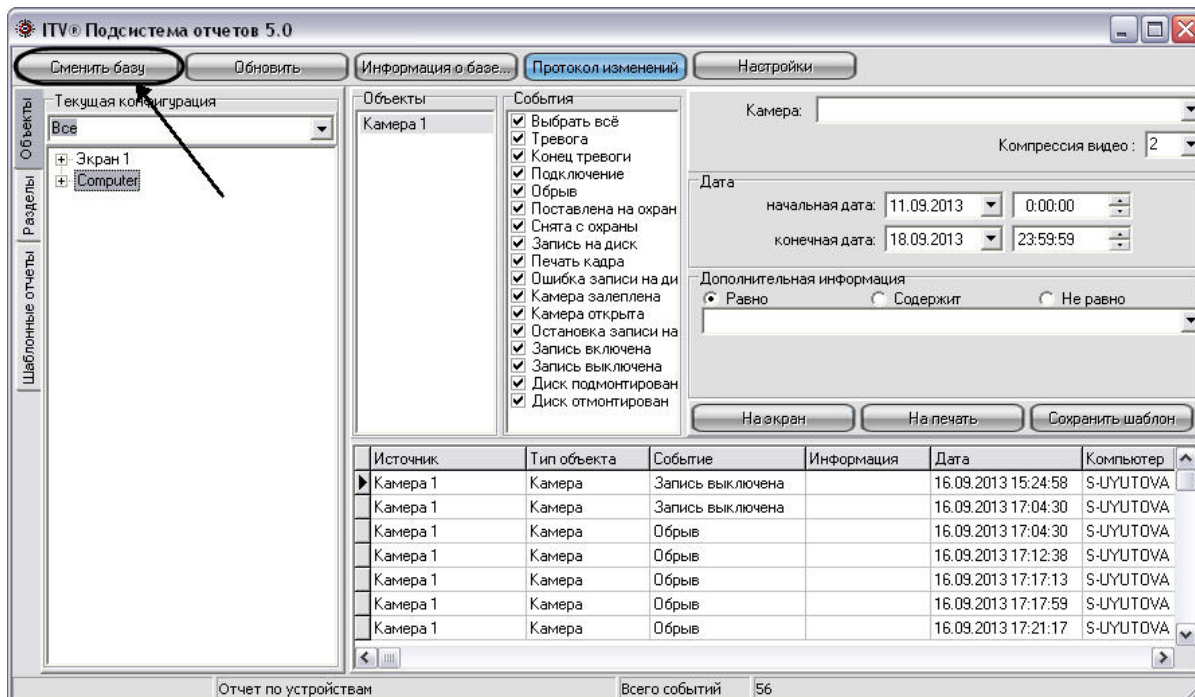 ITV® Подсистема отчетов 5.0
Сменить базу
Обновить
Информация о базе...
Протокол изменений
Настройки
Объекты
Разделы
Шаблонные отчеты
Текущая конфигурация
Все
Экран 1
Computer
Объекты
Камера 1
События
Выбрать всё
Тревога
Конец тревоги
Подключение
Обрыв
Поставлена на охран
Снята с охраны
Запись на диск
Печать кадра
Ошибка записи на ди
Камера залеплена
Камера открыта
Остановка записи на
Запись включена
Запись выключена
Диск подмонтирован
Диск отмонтирован
Камера:
Компрессия видео : 2
Дата
начальная дата: 11.09.2013 0:00:00
конечная дата: 18.09.2013 23:59:59
Дополнительная информация
Равно Содержит Не равно
На экран На печать Сохранить шаблон
Источник Тип объекта Событие Информация Дата Компьютер
Камера 1 Камера Запись выключена 16.09.2013 15:24:58 S-UYUTOVA
Камера 1 Камера Запись выключена 16.09.2013 17:04:30 S-UYUTOVA
Камера 1 Камера Обрыв 16.09.2013 17:04:30 S-UYUTOVA
Камера 1 Камера Обрыв 16.09.2013 17:12:38 S-UYUTOVA
Камера 1 Камера Обрыв 16.09.2013 17:17:13 S-UYUTOVA
Камера 1 Камера Обрыв 16.09.2013 17:17:59 S-UYUTOVA
Камера 1 Камера Обрыв 16.09.2013 17:21:17 S-UYUTOVA
Отчет по устройствам Всего событий 56